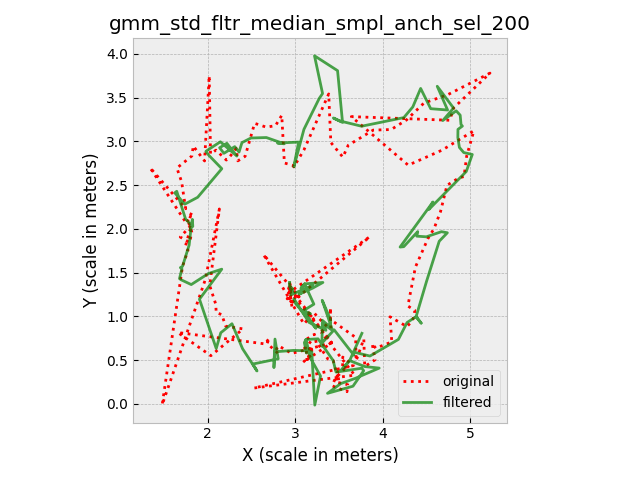 gmm_std_fltr_median_smpl_anch_sel_200
4.0
3.5
3.0
2.5
2.0
1.5
1.0
0.5
0.0
Y (scale in meters)
original
filtered
2
3
4
5
X (scale in meters)